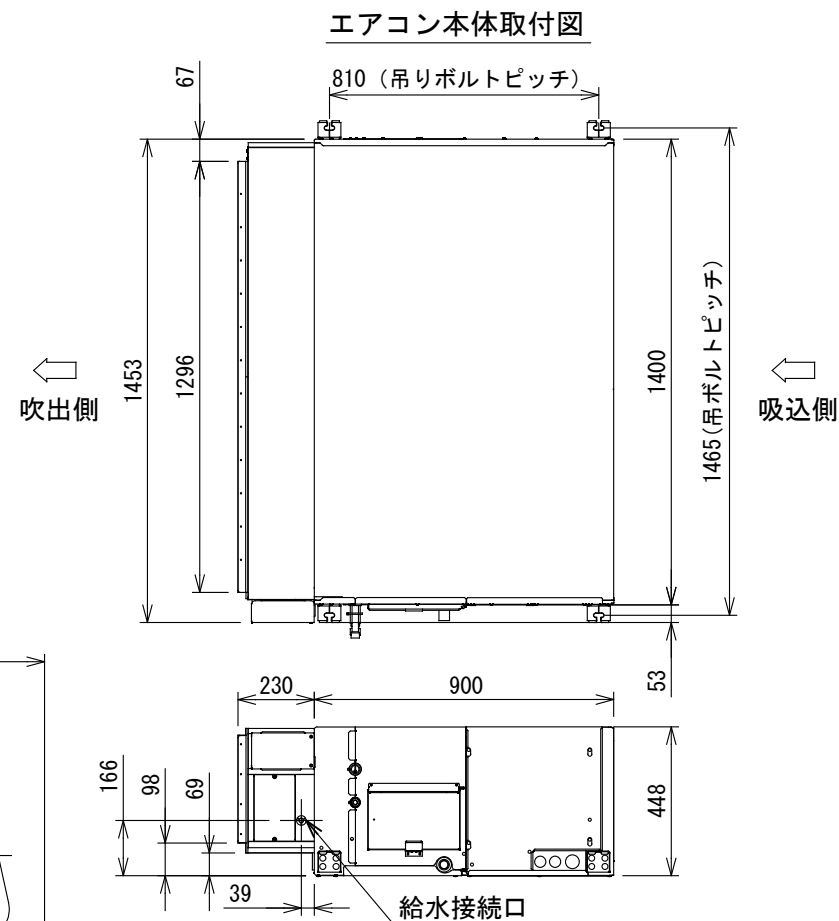 エアコン本体取付図
67
810 (吊りボルトピッチ)
1453
1296
1400
1465(吊ボルトピッチ)
吹出側
吸込側
53
230
900
166
98
69
448
39
給水接続口